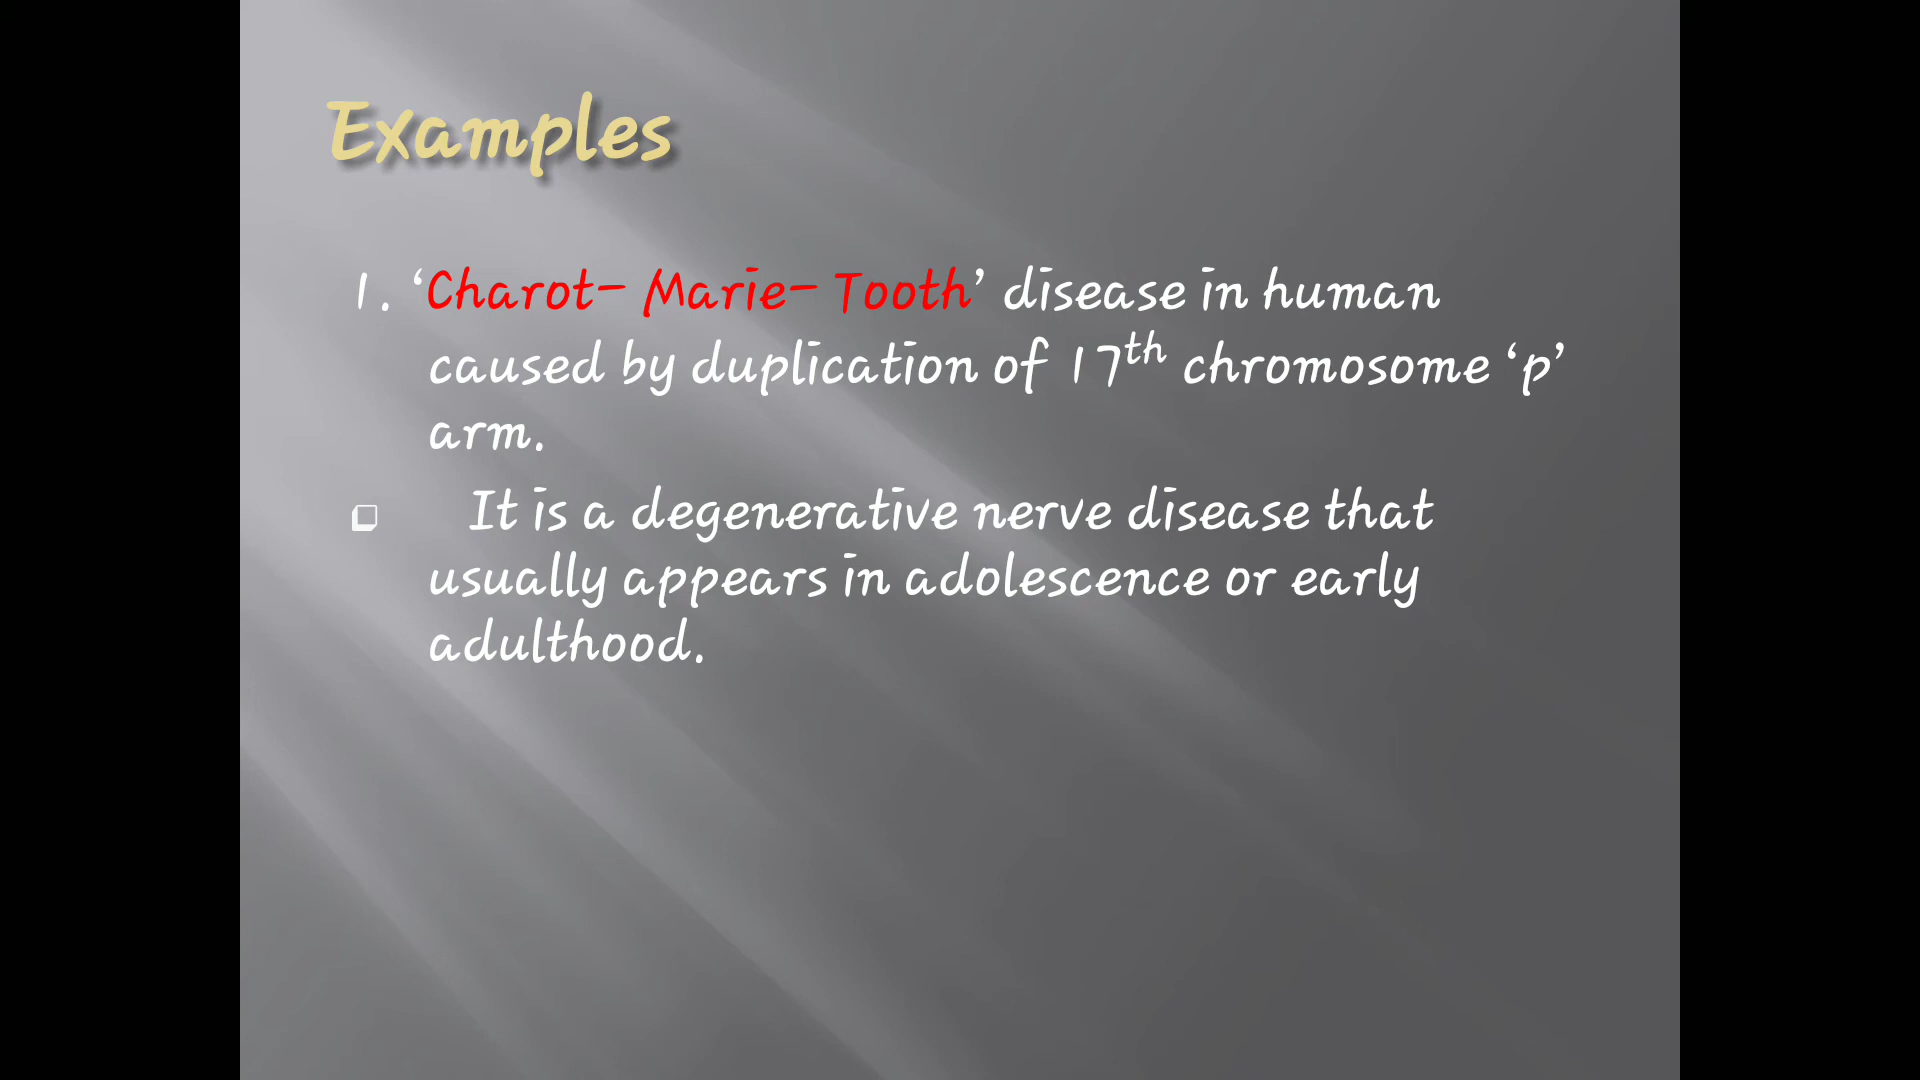 Examples
1. ‘Charot- Marie- Tooth’ disease in human
caused by duplication of 17th chromosome ‘p’
arm.
It is a degenerative nerve disease that
usually appears in adolescence or early
adulthood.